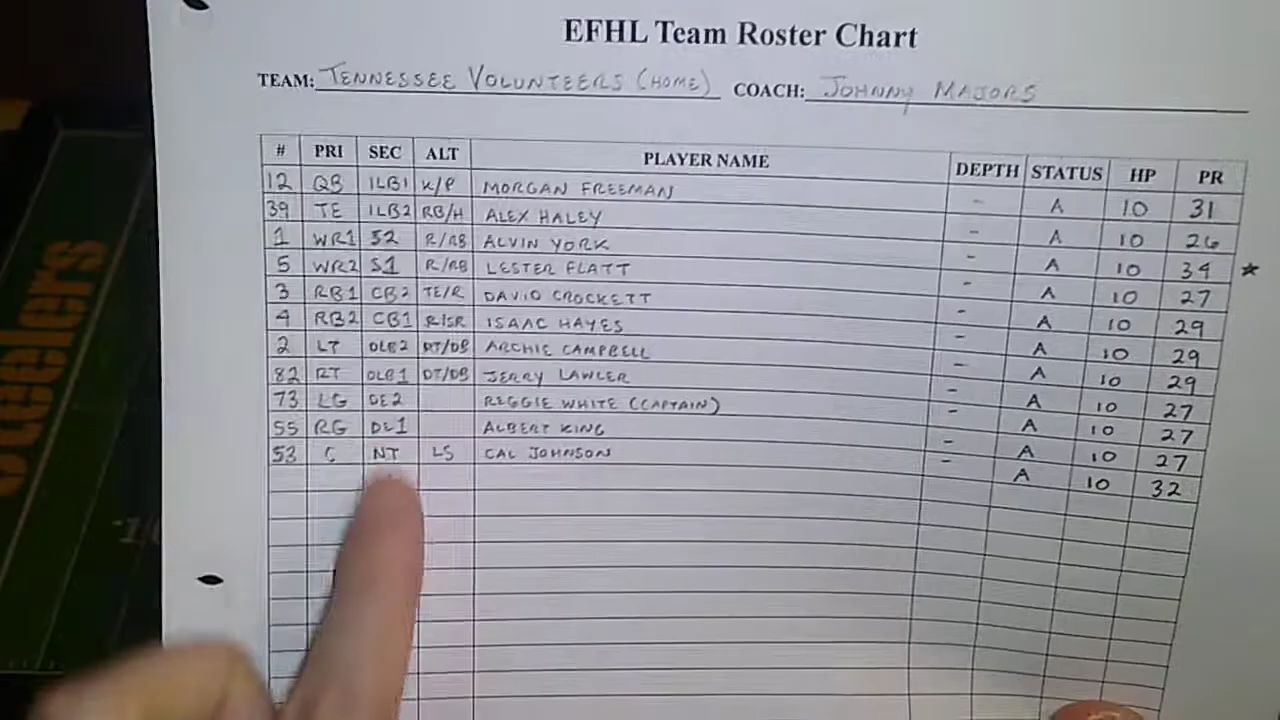 EFHL Team Roster Chart
TEAM: TENNESSEE VOLUNTEERS (HOME) COACH: JOHNNY MAJORS
# PRI SEC ALT PLAYER NAME DEPTH STATUS HP PR
12 QB ILB1 K/P MORGAN FREEMAN - A 10 31
39 TE ILB2 RB/H ALEX HALEY - A 10 26
1 WR1 S2 R/RB ALVIN YORK - A 10 39 ★
5 WR2 S1 R/RB LESTER FLATT - A 10 27
3 RB1 CB2 TE/R DAVID CROCKETT - A 10 29
4 RB2 CB1 R/SR ISAAC HAYES - A 10 29
2 LT OLB2 DT/DB ARCHIE CAMPBELL - A 10 29
82 RT OLB1 DT/DB JERRY LAWLER - A 10 27
73 LG DE2 REGGIE WHITE (CAPTAIN) - A 10 27
55 RG DE1 ALBERT KING - A 10 27
53 C NT LS CAL JOHNSON - A 10 32
Steelers